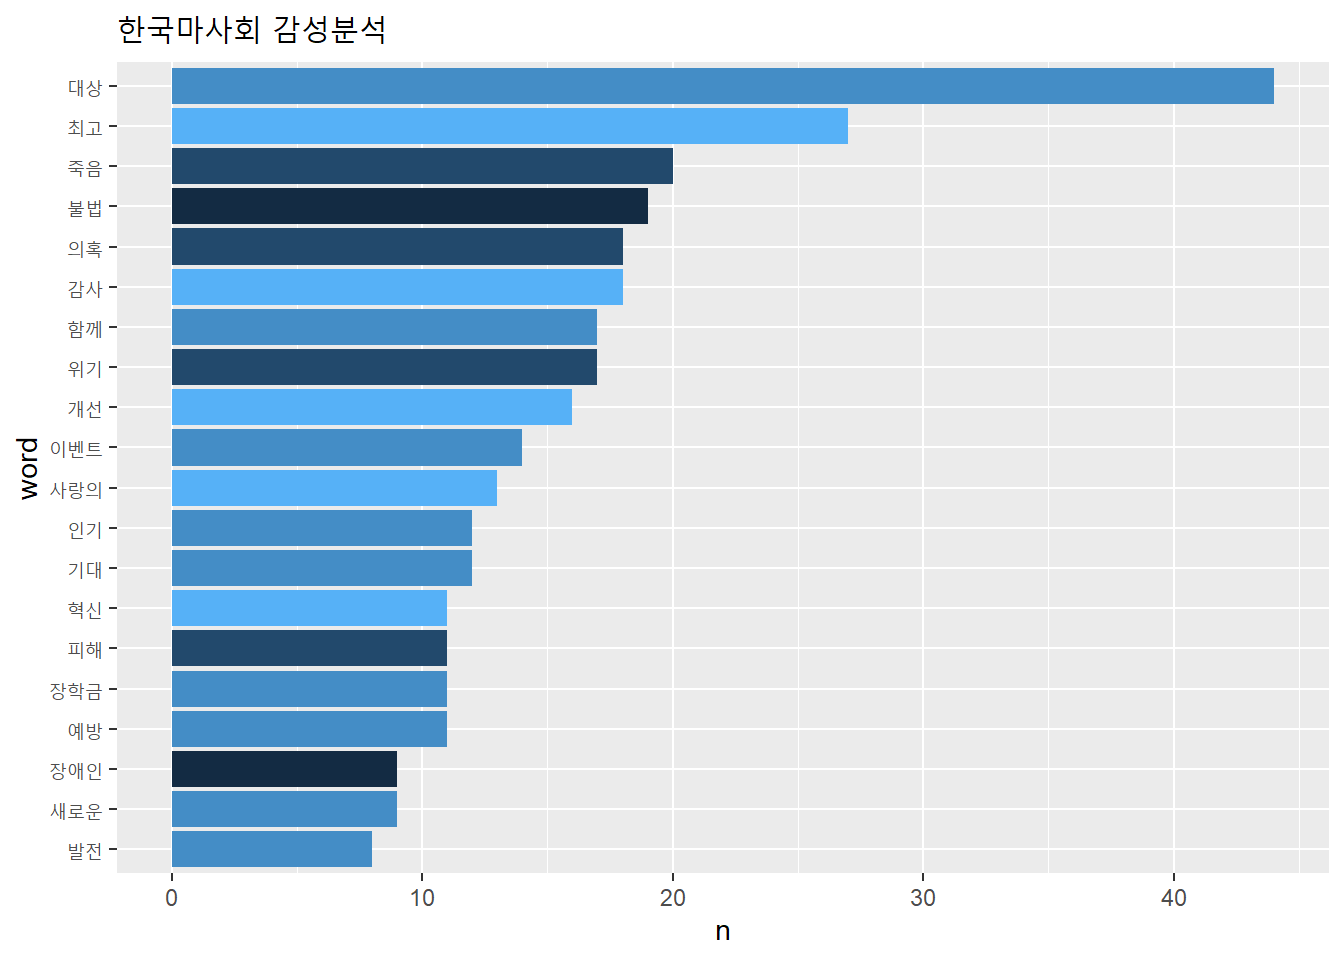 한국마사회 감성분석
word
대상
최고
죽음
불법
의혹
감사
함께
위기
개선
이벤트
사랑의
인기
기대
혁신
피해
장학금
예방
장애인
새로운
발전
0 10 20 30 40
n